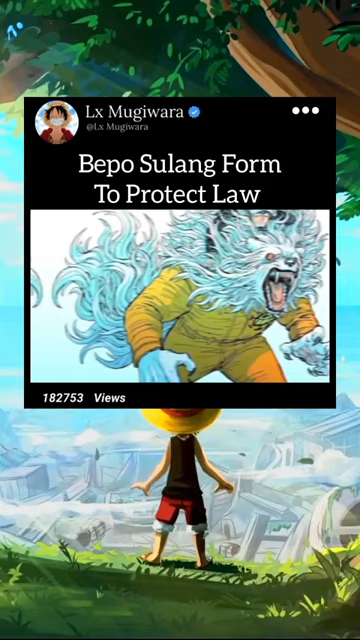 Lx Mugiwara
@Lx Mugiwara
Bepo Sulang Form
To Protect Law
182753 Views